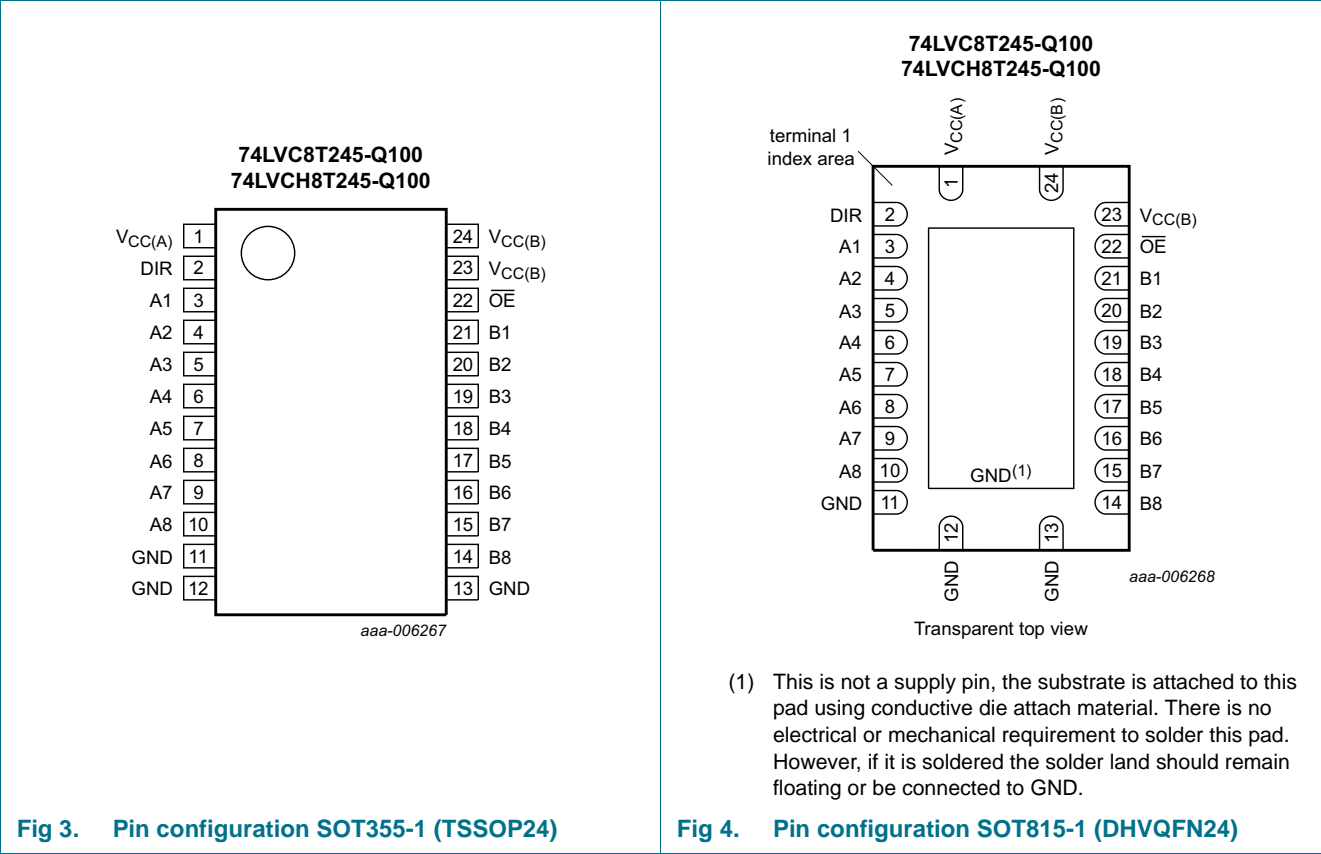 74LVC8T245-Q100
74LVCH8T245-Q100
VCC(A) 1 24 VCC(B)
DIR 2 23 VCC(B)
A1 3 22 OE
A2 4 21 B1
A3 5 20 B2
A4 6 19 B3
A5 7 18 B4
A6 8 17 B5
A7 9 16 B6
A8 10 15 B7
GND 11 14 B8
GND 12 13 GND
aaa-006267
Fig 3. Pin configuration SOT355-1 (TSSOP24)
74LVC8T245-Q100
74LVCH8T245-Q100
terminal 1
index area
VCC(A) VCC(B)
1 24
DIR 2 23 VCC(B)
A1 3 22 OE
A2 4 21 B1
A3 5 20 B2
A4 6 19 B3
A5 7 18 B4
A6 8 17 B5
A7 9 16 B6
A8 10 GND(1) 15 B7
GND 11 14 B8
12 13
GND GND
aaa-006268
Transparent top view
(1) This is not a supply pin, the substrate is attached to this
pad using conductive die attach material. There is no
electrical or mechanical requirement to solder this pad.
However, if it is soldered the solder land should remain
floating or be connected to GND.
Fig 4. Pin configuration SOT815-1 (DHVQFN24)